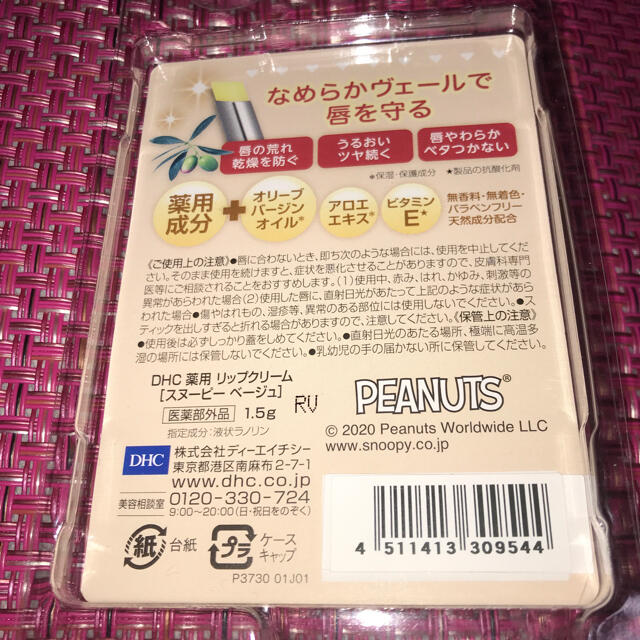 なめらかヴェールで
唇を守る
唇の荒れ
乾燥を防ぐ
うるおい
ツヤ続く
唇やわらか
ベタつかない
*保湿・保護成分 ★製品の抗酸化剤
薬用
成分
+
オリーブ
バージン
オイル*
アロエ
エキス*
ビタミン
E★
無香料・無着色・
パラベンフリー
天然成分配合
《ご使用上の注意》●唇に合わないとき、即ち次のような場合には、使用を中止してくだ
さい。そのまま使用を続けますと、症状を悪化させることがありますので、皮膚科専門
医等にご相談されることをおすすめします。(1)使用中、赤み、はれ、かゆみ、刺激等の
異常があらわれた場合(2)使用した唇に、直射日光があたって上記のような症状があら
われた場合●傷やはれもの、湿疹等、異常のある部位には使用しないでください。●ス
ティックを出しすぎると折れる場合がありますので、注意してください。《保管上の注意》
●使用後は必ずしっかり蓋をしめてください。●直射日光のあたる場所、極端に高温多
湿の場所には保管しないでください。●乳幼児の手の届かない所に保管してください。
DHC 薬用 リップクリーム
[スヌーピー ベージュ]
医薬部外品 1.5g RV
指定成分:液状ラノリン
PEANUTS®
© 2020 Peanuts Worldwide LLC
www.snoopy.co.jp
DHC 株式会社ディーエイチシー
東京都港区南麻布2-7-1
www.dhc.co.jp
美容相談室 0120-330-724
9:00~20:00(日・祝日をのぞく)
紙 台紙
プラ ケース
キャップ
P3730 01J01
4 511413 309544